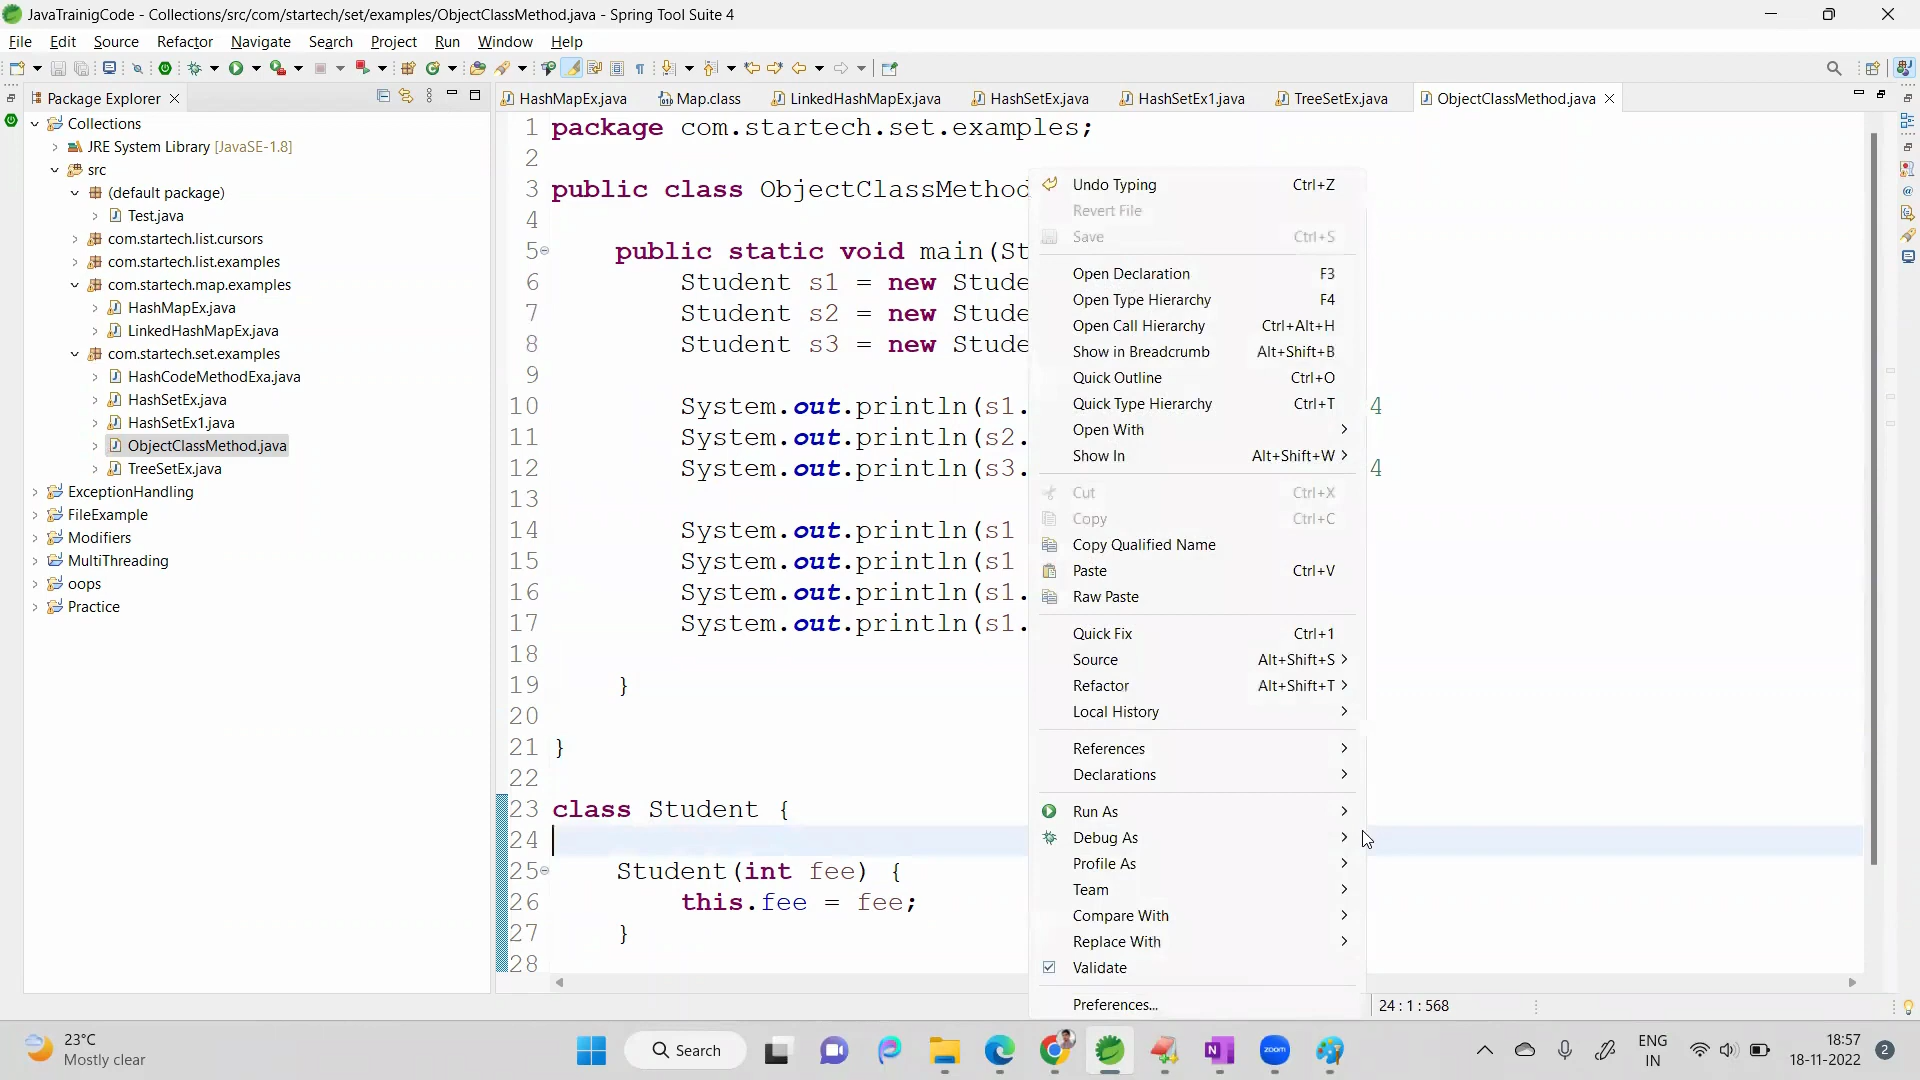 JavaTrainigCode - Collections/src/com/startech/set/examples/ObjectClassMethod.java - Spring Tool Suite 4
File Edit Source Refactor Navigate Search Project Run Window Help
Package Explorer
HashMapEx.java Map.class LinkedHashMapEx.java HashSetEx.java HashSetEx1.java TreeSetEx.java ObjectClassMethod.java
Collections
JRE System Library [JavaSE-1.8]
src
(default package)
Test.java
com.startech.list.cursors
com.startech.list.examples
com.startech.map.examples
HashMapEx.java
LinkedHashMapEx.java
com.startech.set.examples
HashCodeMethodExa.java
HashSetEx.java
HashSetEx1.java
ObjectClassMethod.java
TreeSetEx.java
ExceptionHandling
FileExample
Modifiers
MultiThreading
oops
Practice
1 package com.startech.set.examples;
2
3 public class ObjectClassMethod
4
5 public static void main(St
6 Student s1 = new Stude
7 Student s2 = new Stude
8 Student s3 = new Stude
9
10 System.out.println(s1. 4
11 System.out.println(s2.
12 System.out.println(s3. 4
13
14 System.out.println(s1
15 System.out.println(s1
16 System.out.println(s1.
17 System.out.println(s1.
18
19 }
20
21 }
22
23 class Student {
24
25 Student(int fee) {
26 this.fee = fee;
27 }
28
Undo Typing Ctrl+Z
Revert File
Save Ctrl+S
Open Declaration F3
Open Type Hierarchy F4
Open Call Hierarchy Ctrl+Alt+H
Show in Breadcrumb Alt+Shift+B
Quick Outline Ctrl+O
Quick Type Hierarchy Ctrl+T
Open With
Show In Alt+Shift+W
Cut Ctrl+X
Copy Ctrl+C
Copy Qualified Name
Paste Ctrl+V
Raw Paste
Quick Fix Ctrl+1
Source Alt+Shift+S
Refactor Alt+Shift+T
Local History
References
Declarations
Run As
Debug As
Profile As
Team
Compare With
Replace With
Validate
Preferences...
24 : 1 : 568
23°C
Mostly clear
Search
zoom
ENG
IN
18:57
18-11-2022
2